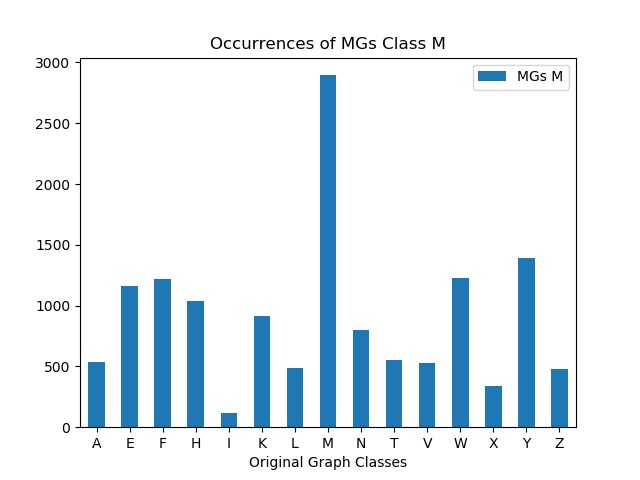 Occurrences of MGs Class M
MGs M
3000
2500
2000
1500
1000
500
0
A E F H I K L M N T V W X Y Z
Original Graph Classes